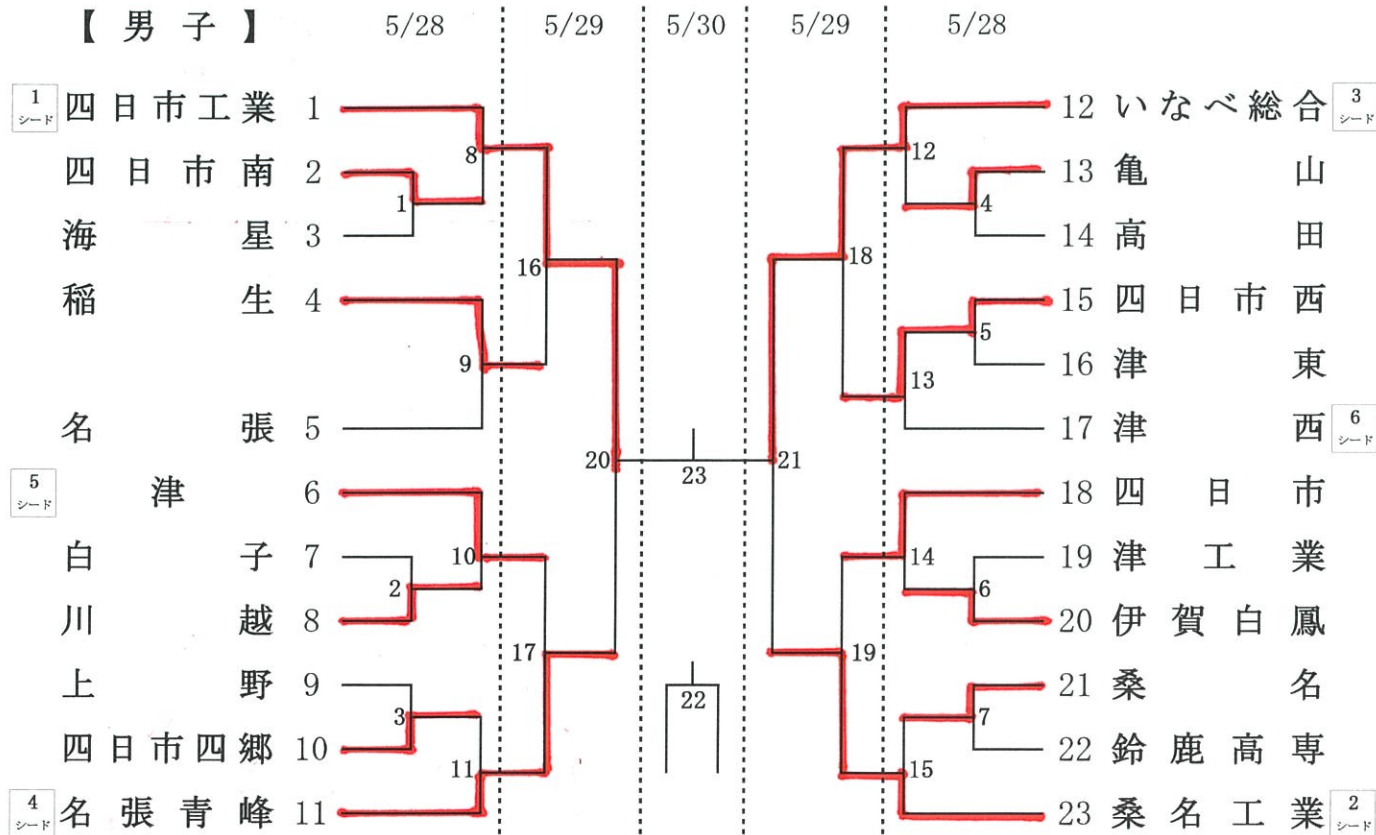 【男子】 5/28 5/29 5/30 5/29 5/28
1 シード 四日市工業 1
四日市南 2
海星 3
稲生 4
名張 5
5 シード 津 6
白子 7
川越 8
上野 9
四日市四郷 10
4 シード 名張青峰 11
8
1
16
9
20
10
2
17
3
11
23
22
12
4
18
5
13
21
14
6
19
7
15
12 いなべ総合 3 シード
13 亀山
14 高田
15 四日市西
16 津東
17 津西 6 シード
18 四日市
19 津工業
20 伊賀白鳳
21 桑名
22 鈴鹿高専
23 桑名工業 2 シード